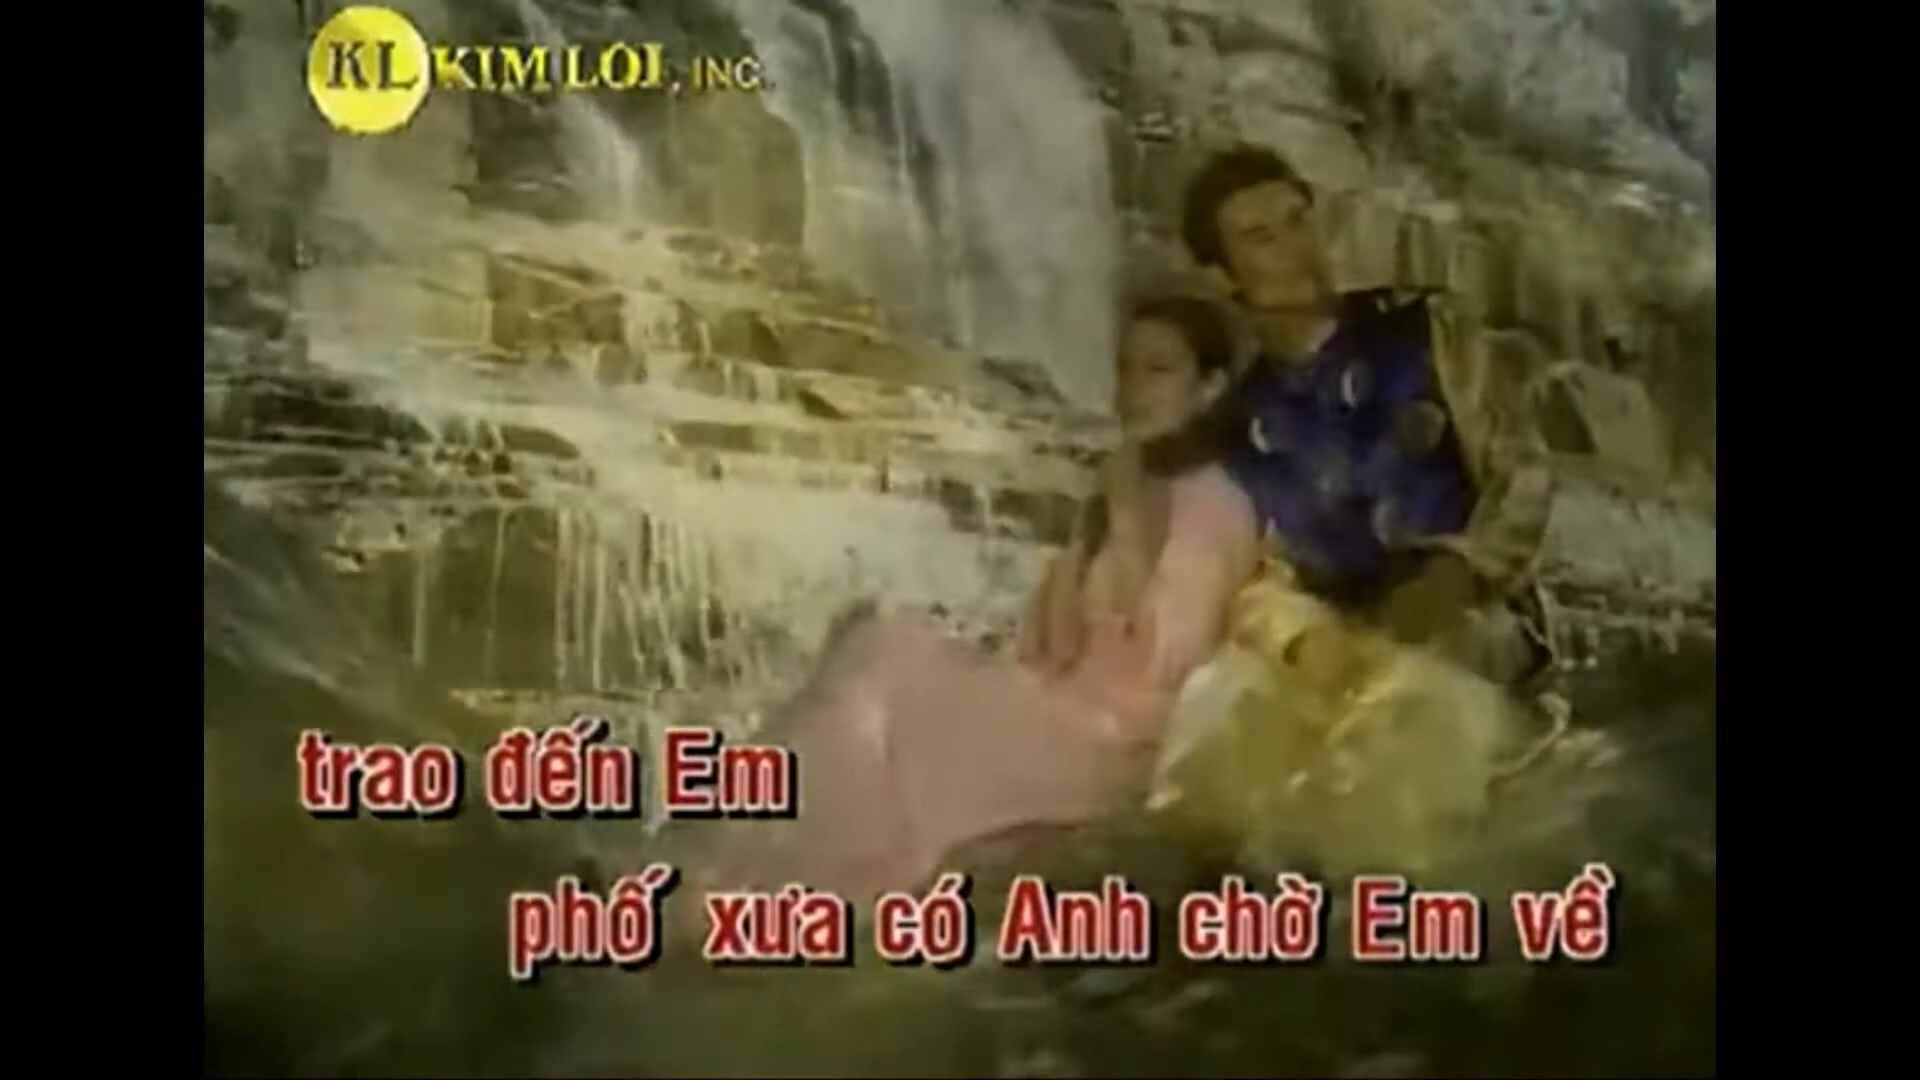 KL KIM LOI, INC.
trao đến Em
phố xưa có Anh chờ Em về